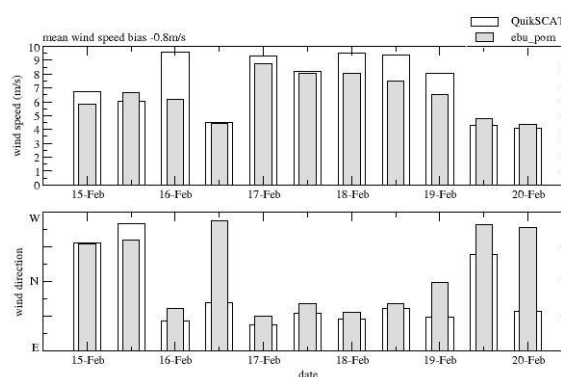 QuikSCAT
ebu_pom
mean wind speed bias -0.8m/s
wind speed (m/s)
10
9
8
7
6
5
4
3
2
1
0
15-Feb 16-Feb 17-Feb 18-Feb 19-Feb 20-Feb
wind direction
W
N
E
15-Feb 16-Feb 17-Feb 18-Feb 19-Feb 20-Feb
date